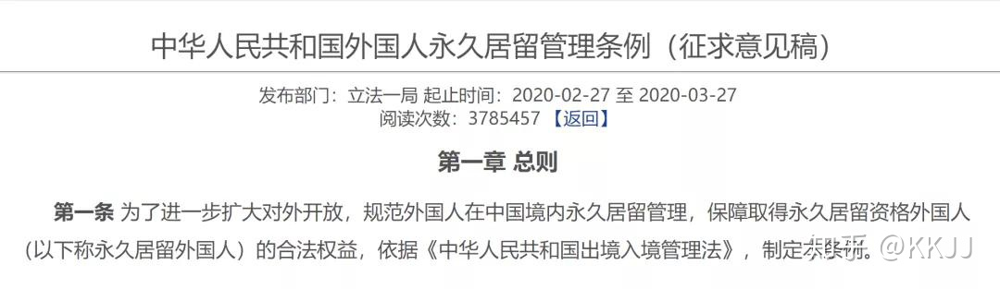 中华人民共和国外国人永久居留管理条例（征求意见稿）
发布部门：立法一局 起止时间：2020-02-27 至 2020-03-27
阅读次数：3785457 【返回】
第一章 总则
第一条 为了进一步扩大对外开放，规范外国人在中国境内永久居留管理，保障取得永久居留资格外国人
（以下称永久居留外国人）的合法权益，依据《中华人民共和国出境入境管理法》，制定本条例。
知乎 @KKJJ